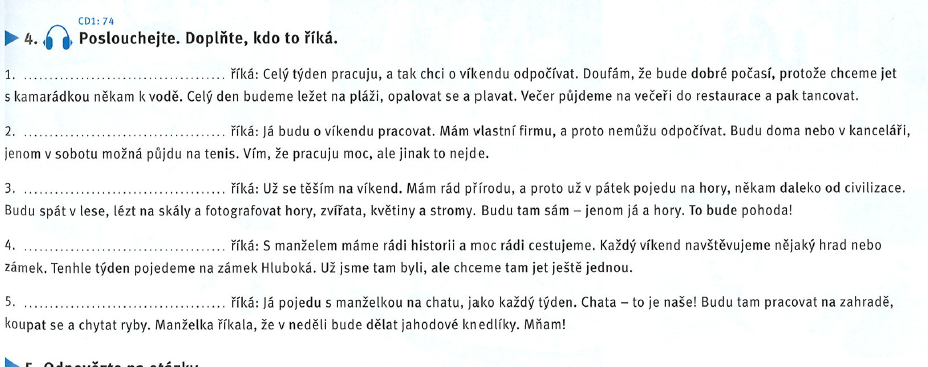 CD1: 74
4. Poslouchejte. Doplňte, kdo to říká.
1. .................................... říká: Celý týden pracuju, a tak chci o víkendu odpočívat. Doufám, že bude dobré počasí, protože chceme jet
s kamarádkou někam k vodě. Celý den budeme ležet na pláži, opalovat se a plavat. Večer půjdeme na večeři do restaurace a pak tancovat.
2. .................................... říká: Já budu o víkendu pracovat. Mám vlastní firmu, a proto nemůžu odpočívat. Budu doma nebo v kanceláři,
jenom v sobotu možná půjdu na tenis. Vím, že pracuju moc, ale jinak to nejde.
3. .................................... říká: Už se těším na víkend. Mám rád přírodu, a proto už v pátek pojedu na hory, někam daleko od civilizace.
Budu spát v lese, lézt na skály a fotografovat hory, zvířata, květiny a stromy. Budu tam sám – jenom já a hory. To bude pohoda!
4. .................................... říká: S manželem máme rádi historii a moc rádi cestujeme. Každý víkend navštěvujeme nějaký hrad nebo
zámek. Tenhle týden pojedeme na zámek Hluboká. Už jsme tam byli, ale chceme tam jet ještě jednou.
5. .................................... říká: Já pojedu s manželkou na chatu, jako každý týden. Chata – to je naše! Budu tam pracovat na zahradě,
koupat se a chytat ryby. Manželka říkala, že v neděli bude dělat jahodové knedlíky. Mňam!
5. Odpovězte na otázky